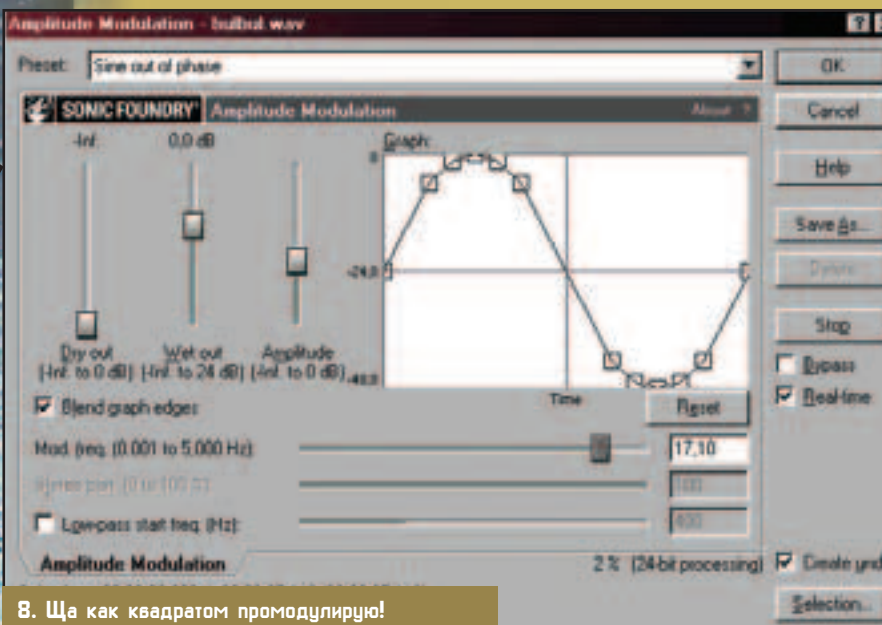 Amplitude Modulation - bulbul.wav
Preset: Sine out of phase
OK
SONIC FOUNDRY Amplitude Modulation About ?
Cancel
-Inf. 0,0 dB Graph:
0
Help
Save As...
-24,0
Delete
Stop
Dry out Wet out Amplitude
(-Inf. to 0 dB) (-Inf. to 24 dB) (-Inf. to 0 dB)
Bypass
Blend graph edges Time Reset
Real-time
Mod. freq. (0.001 to 5,000 Hz): 17,10
100
Low-pass start freq. (Hz): 400
Amplitude Modulation 2 % (24-bit processing)
Create und
Selection...
8. Ща как квадратом промодулирую!